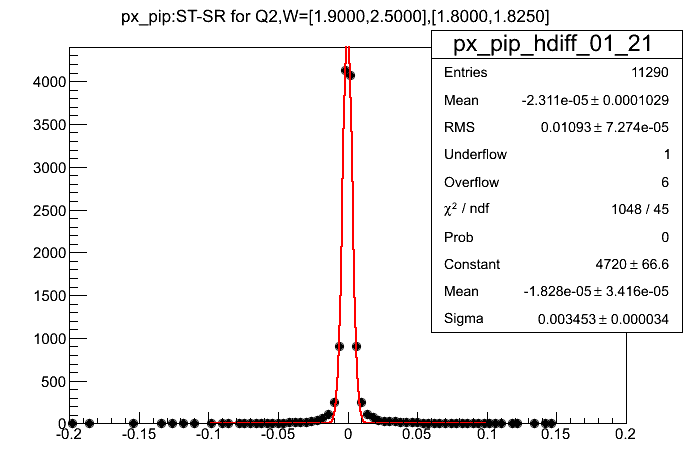 px_pip:ST-SR for Q2,W=[1.9000,2.5000],[1.8000,1.8250]
px_pip_hdiff_01_21
Entries 11290
Mean -2.311e-05 ± 0.0001029
RMS 0.01093 ± 7.274e-05
Underflow 1
Overflow 6
χ² / ndf 1048 / 45
Prob 0
Constant 4720 ± 66.6
Mean -1.828e-05 ± 3.416e-05
Sigma 0.003453 ± 0.000034
4000
3500
3000
2500
2000
1500
1000
500
0
-0.2 -0.15 -0.1 -0.05 0 0.05 0.1 0.15 0.2